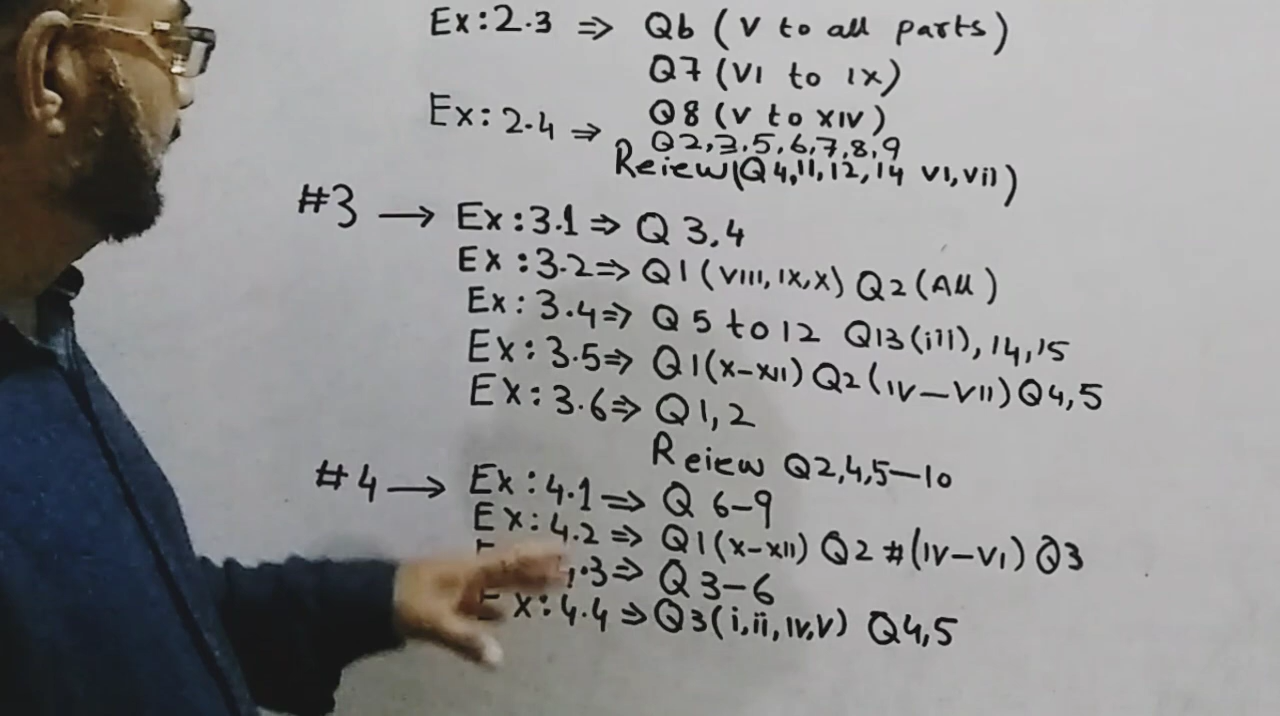 Ex:2.3 ⇒ Q6 (V to all parts)
Q7 (VI to IX)
Ex:2.4 ⇒ Q8 (V to XIV)
Q2,3,5,6,7,8,9
Reiew(Q4,11,12,14 VI,VII)
#3 → Ex:3.1 ⇒ Q 3,4
Ex:3.2 ⇒ Q1(VIII,IX,X) Q2(All)
Ex:3.4 ⇒ Q 5 to 12 Q13(iii),14,15
Ex:3.5 ⇒ Q1(X-XII) Q2(IV-VII) Q4,5
Ex:3.6 ⇒ Q1,2
Reiew Q2,4,5-10
#4 → Ex:4.1 ⇒ Q 6-9
Ex:4.2 ⇒ Q1(X-XII) Q2 #(IV-VI) Q3
.3 ⇒ Q 3-6
Ex:4.4 ⇒ Q3(i,ii,IV,V) Q4,5